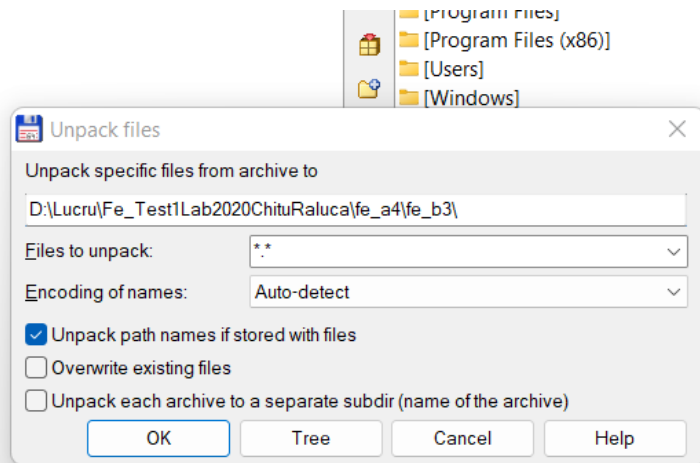 [Program Files]
[Program Files (x86)]
[Users]
[Windows]
Unpack files
Unpack specific files from archive to
D:\Lucru\Fe_Test1Lab2020ChituRaluca\fe_a4\fe_b3\
Files to unpack:
*.*
Encoding of names:
Auto-detect
Unpack path names if stored with files
Overwrite existing files
Unpack each archive to a separate subdir (name of the archive)
OK
Tree
Cancel
Help